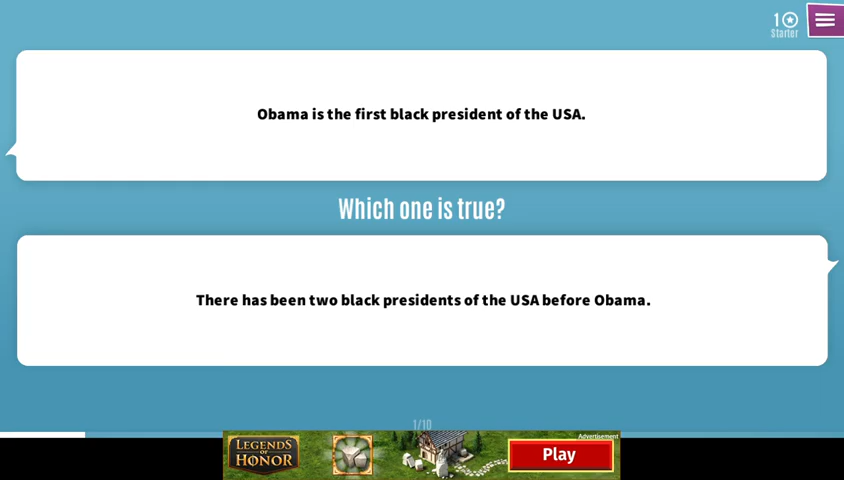 1
Starter
Obama is the first black president of the USA.
Which one is true?
There has been two black presidents of the USA before Obama.
1/10
Advertisement
LEGENDS
OF
HONOR
Play